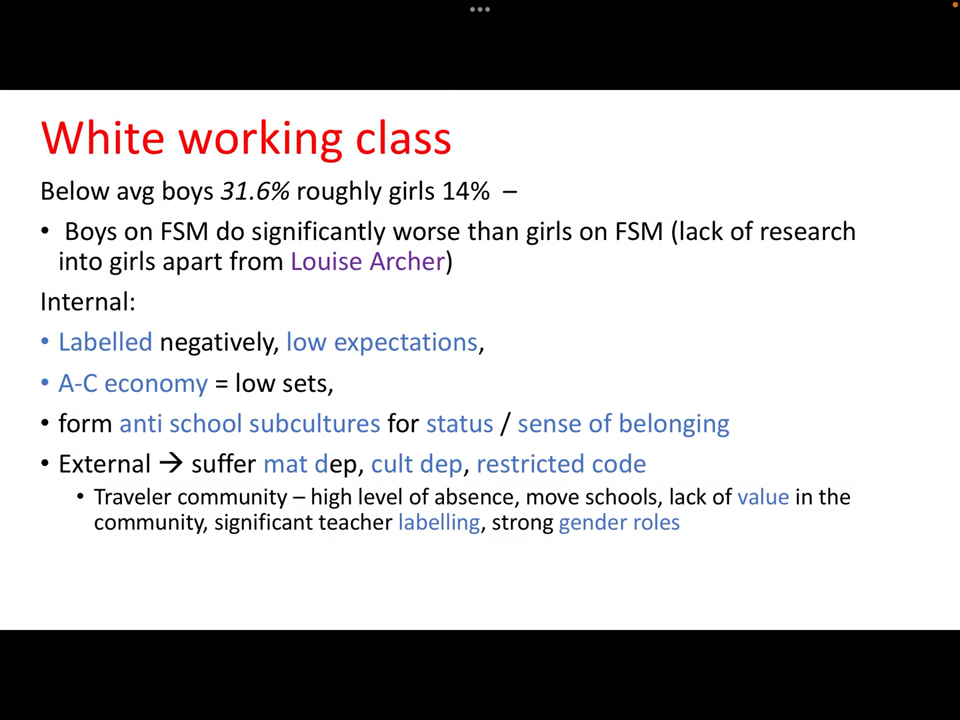 White working class
Below avg boys 31.6% roughly girls 14%  –
• Boys on FSM do significantly worse than girls on FSM (lack of research
into girls apart from Louise Archer)
Internal:
• Labelled negatively, low expectations,
• A-C economy = low sets,
• form anti school subcultures for status / sense of belonging
• External → suffer mat dep, cult dep, restricted code
• Traveler community – high level of absence, move schools, lack of value in the
community, significant teacher labelling, strong gender roles